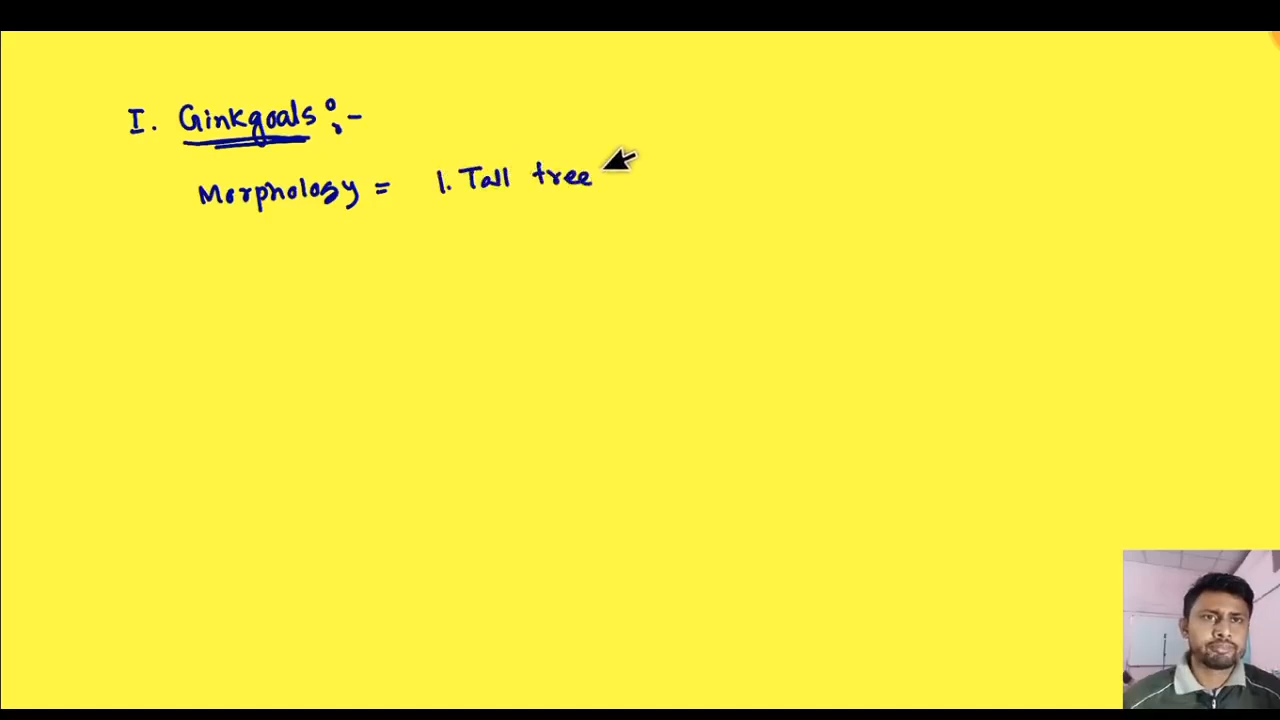 I. Ginkgoals :-
Morphology = 1. Tall tree